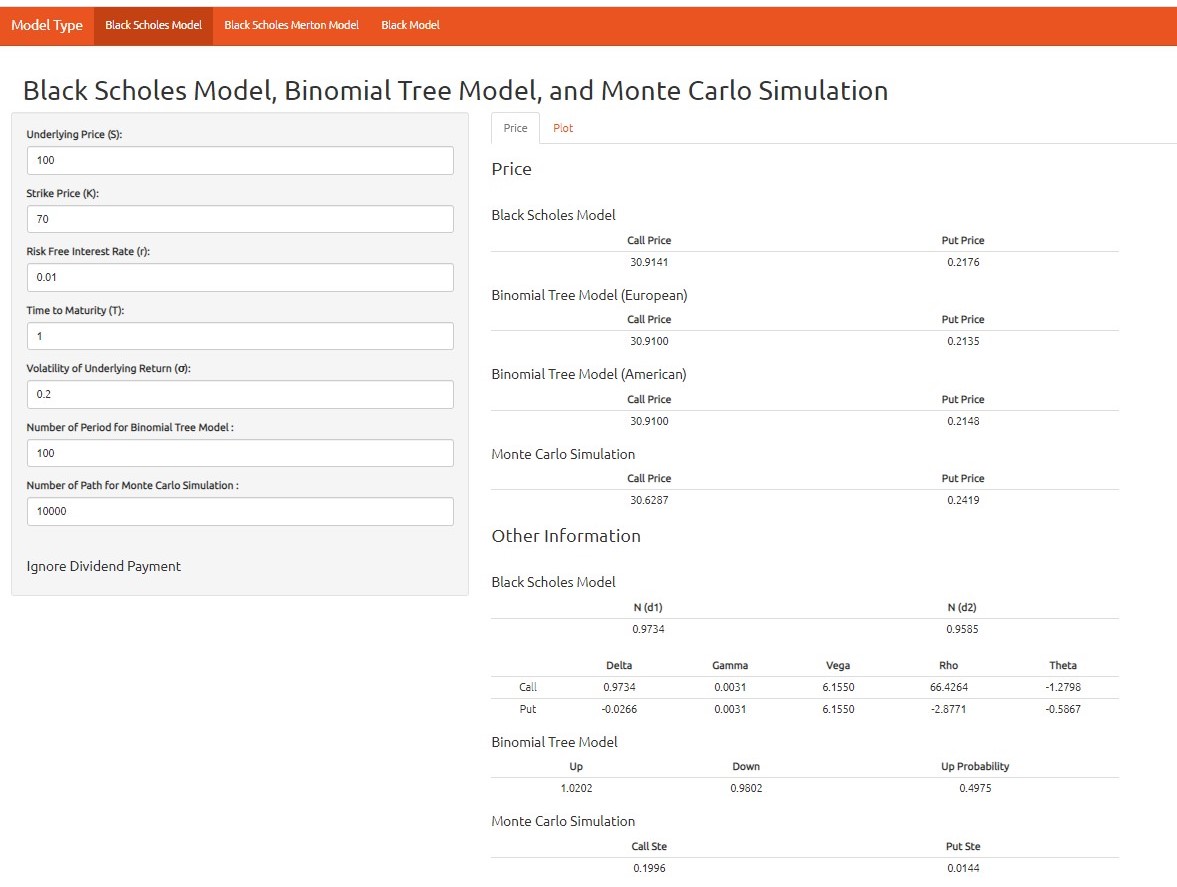 Model Type Black Scholes Model Black Scholes Merton Model Black Model
Black Scholes Model, Binomial Tree Model, and Monte Carlo Simulation
Underlying Price (S):
100
Strike Price (K):
70
Risk Free Interest Rate (r):
0.01
Time to Maturity (T):
1
Volatility of Underlying Return (σ):
0.2
Number of Period for Binomial Tree Model :
100
Number of Path for Monte Carlo Simulation :
10000
Ignore Dividend Payment
Price Plot
Price
Black Scholes Model
Call Price Put Price
30.9141 0.2176
Binomial Tree Model (European)
Call Price Put Price
30.9100 0.2135
Binomial Tree Model (American)
Call Price Put Price
30.9100 0.2148
Monte Carlo Simulation
Call Price Put Price
30.6287 0.2419
Other Information
Black Scholes Model
N (d1) N (d2)
0.9734 0.9585
Delta Gamma Vega Rho Theta
Call 0.9734 0.0031 6.1550 66.4264 -1.2798
Put -0.0266 0.0031 6.1550 -2.8771 -0.5867
Binomial Tree Model
Up Down Up Probability
1.0202 0.9802 0.4975
Monte Carlo Simulation
Call Ste Put Ste
0.1996 0.0144